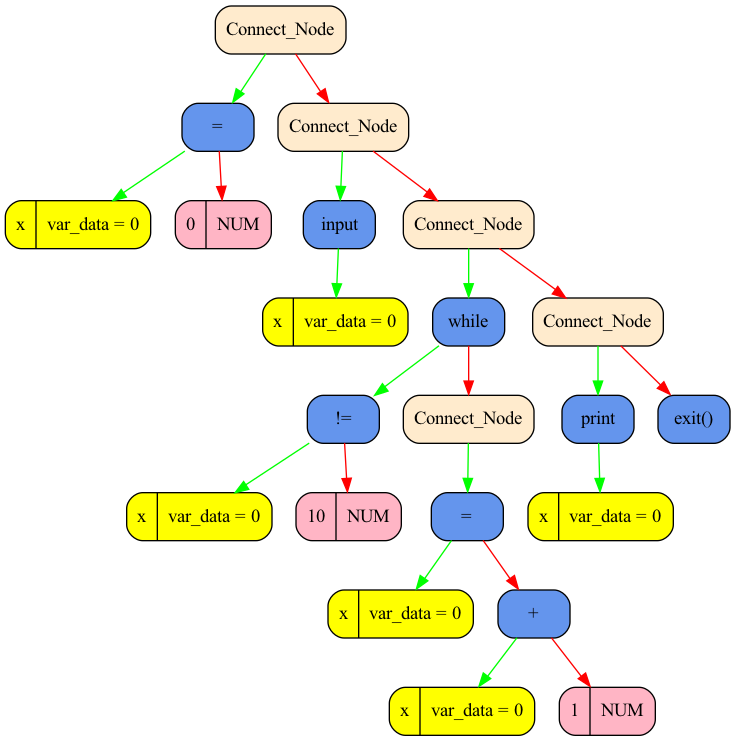 Connect_Node
= Connect_Node
x var_data = 0 0 NUM input Connect_Node
x var_data = 0 while Connect_Node
!= Connect_Node print exit()
x var_data = 0 10 NUM = x var_data = 0
x var_data = 0 +
x var_data = 0 1 NUM